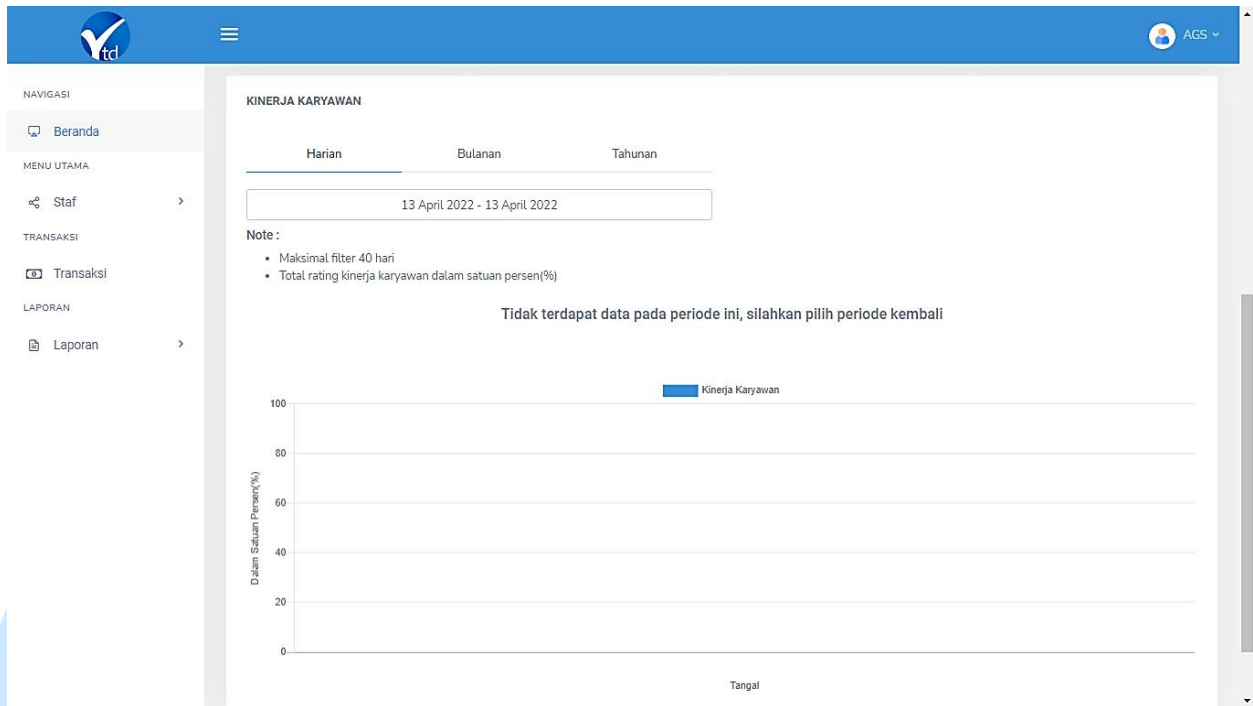 td
AGS
NAVIGASI
Beranda
MENU UTAMA
Staf
TRANSAKSI
Transaksi
LAPORAN
Laporan
KINERJA KARYAWAN
Harian Bulanan Tahunan
13 April 2022 - 13 April 2022
Note :
• Maksimal filter 40 hari
• Total rating kinerja karyawan dalam satuan persen(%)
Tidak terdapat data pada periode ini, silahkan pilih periode kembali
Kinerja Karyawan
100
80
60
40
20
0
Dalam Satuan Persen(%)
Tangal